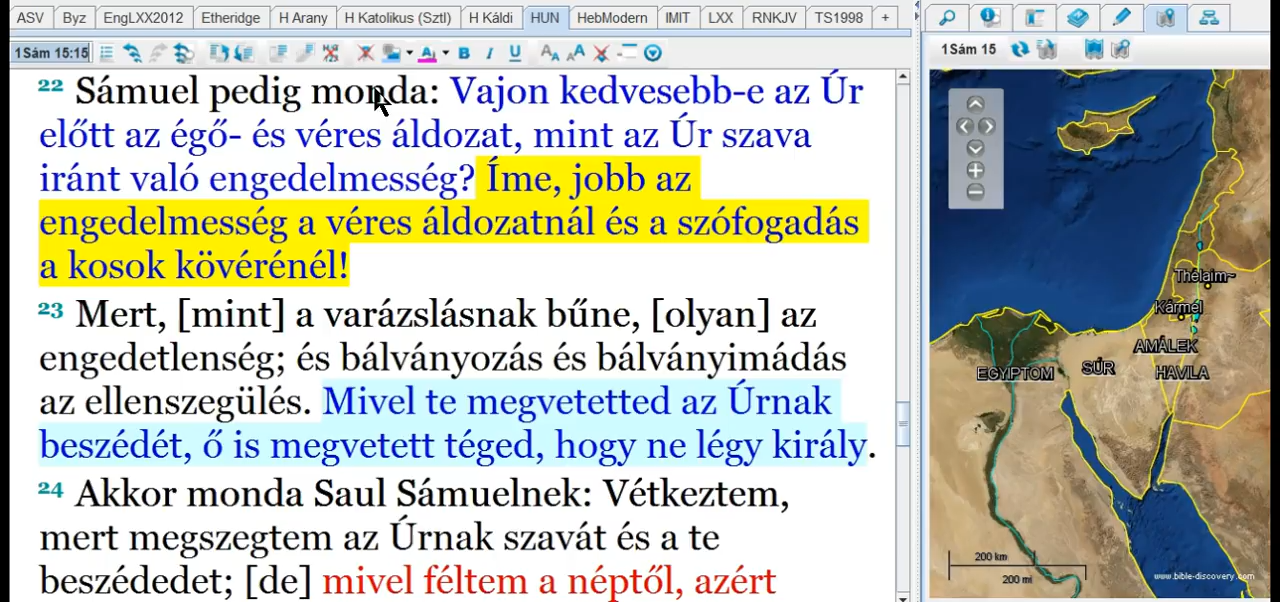 ASV Byz EngLXX2012 Etheridge H Arany H Katolikus (Sztl) H Káldi HUN HebModern IMIT LXX RNKJV TS1998 +
1Sám 15:15
22 Sámuel pedig monda: Vajon kedvesebb-e az Úr
előtt az égő- és véres áldozat, mint az Úr szava
iránt való engedelmesség? Íme, jobb az
engedelmesség a véres áldozatnál és a szófogadás
a kosok kövérénél!
23 Mert, [mint] a varázslásnak bűne, [olyan] az
engedetlenség; és bálványozás és bálványimádás
az ellenszegülés. Mivel te megvetetted az Úrnak
beszédét, ő is megvetett téged, hogy ne légy király.
24 Akkor monda Saul Sámuelnek: Vétkeztem,
mert megszegtem az Úrnak szavát és a te
beszédedet; [de] mivel féltem a néptől, azért
1Sám 15
Thélaim~
Kármél
AMÁLEK
EGYIPTOM SÚR HAVILA
200 km
200 mi
www.bible-discovery.com